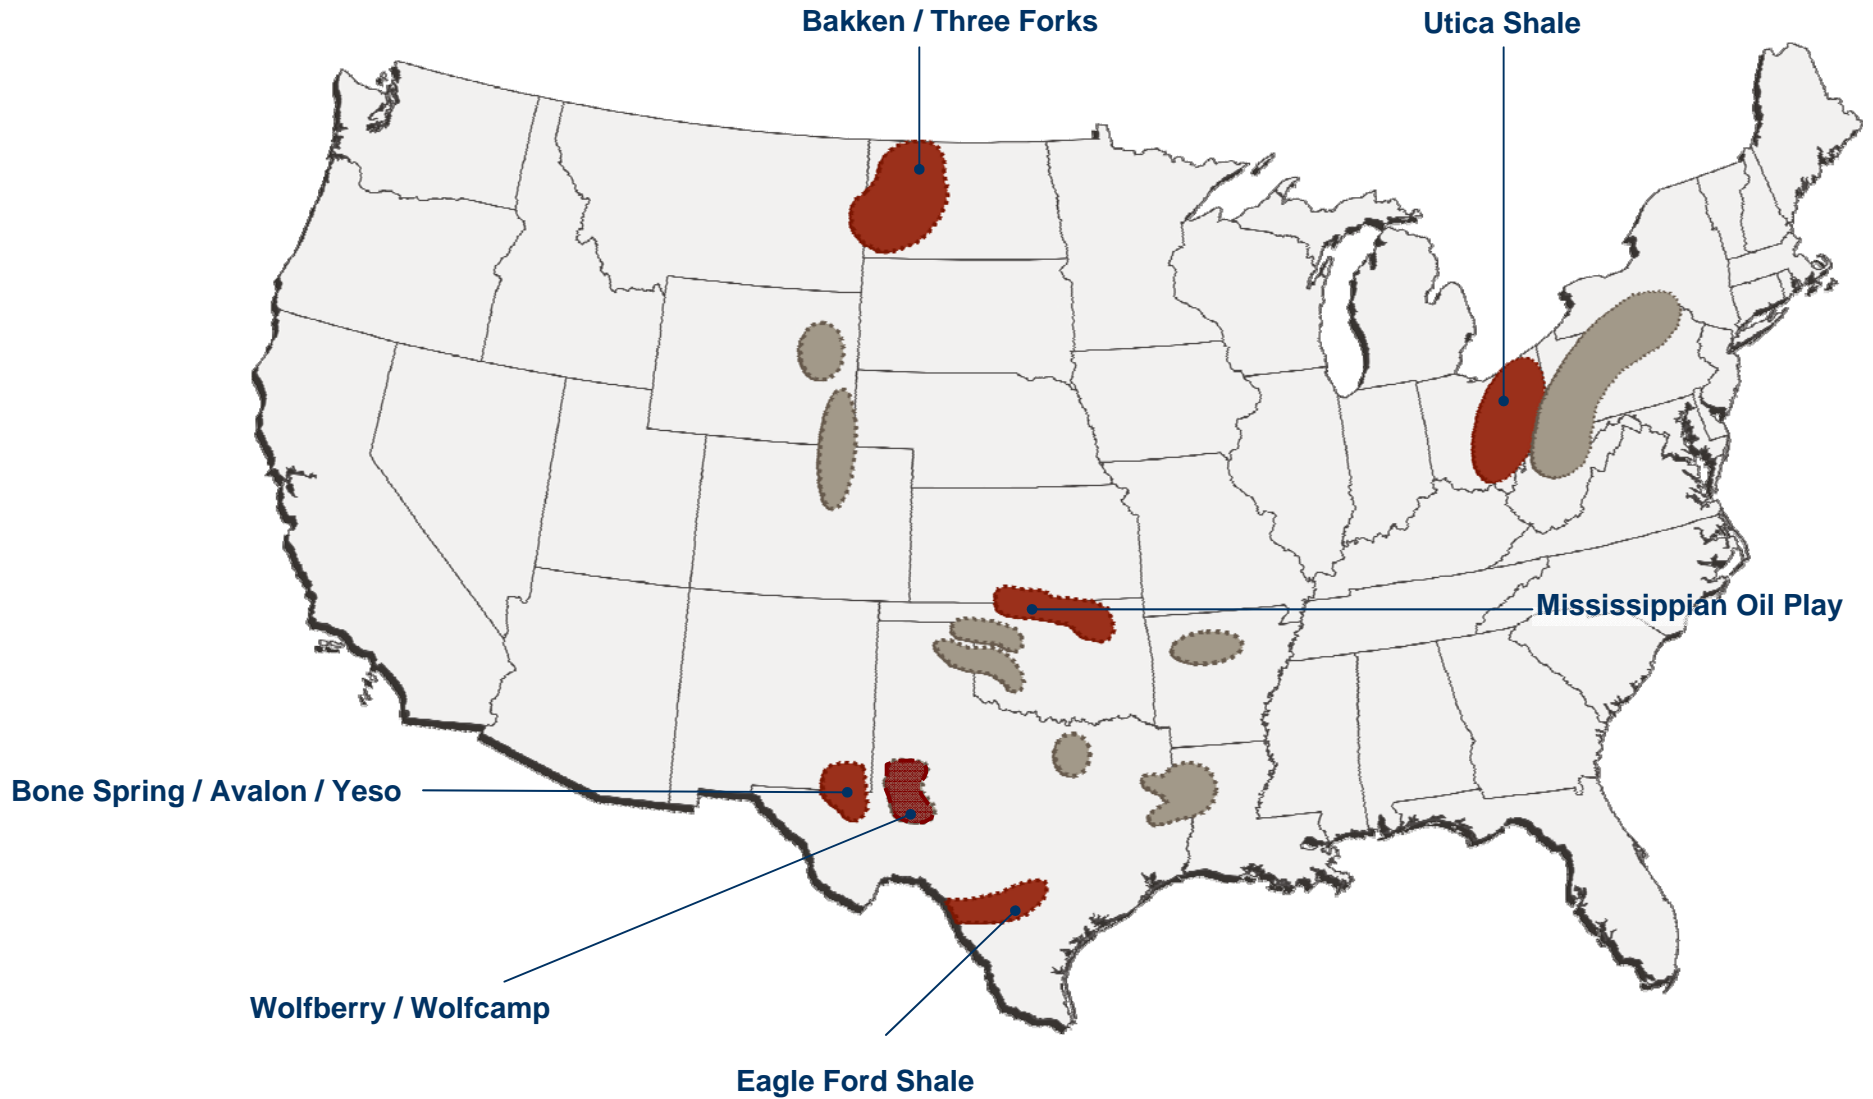 Bakken / Three Forks
Utica Shale
Mississippian Oil Play
Bone Spring / Avalon / Yeso
Wolfberry / Wolfcamp
Eagle Ford Shale